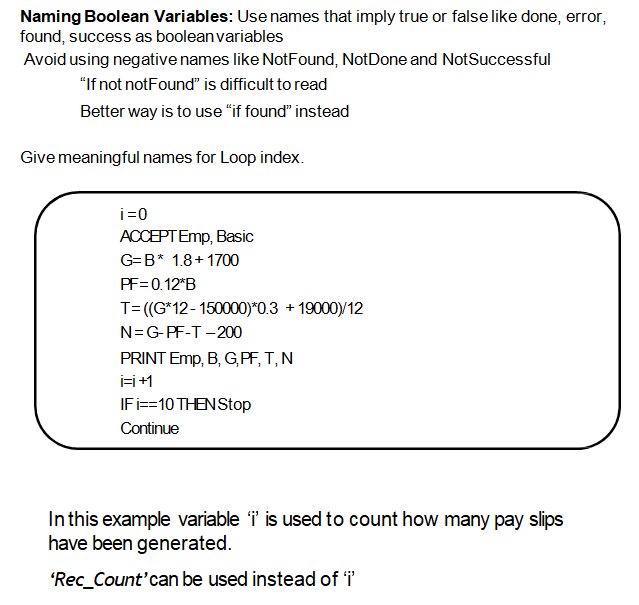 Naming Boolean Variables: Use names that imply true or false like done, error,
found, success as boolean variables
Avoid using negative names like NotFound, NotDone and NotSuccessful
“If not notFound” is difficult to read
Better way is to use “if found” instead
Give meaningful names for Loop index.
i=0
ACCEPT Emp, Basic
G=B* 1.8+1700
PF=0.12*B
T=((G*12-150000)*0.3 +19000)/12
N=G-PF-T–200
PRINT Emp, B, G,PF, T, N
i=i+1
IF i==10 THEN Stop
Continue
In this example variable ‘i’ is used to count how many pay slips
have been generated.
‘Rec_Count’ can be used instead of ‘i’